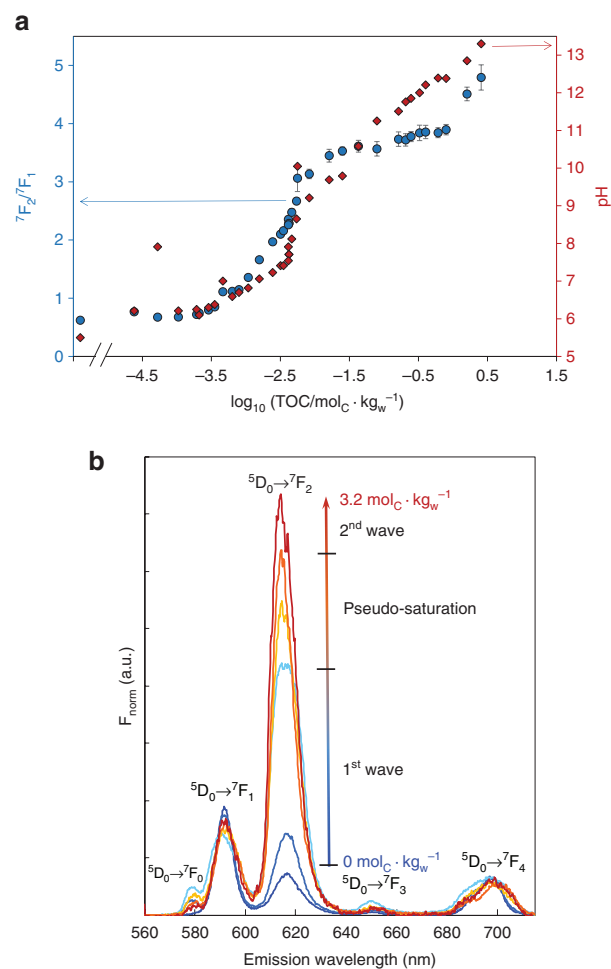 a
5
4
3
2
1
0
⁷F₂/⁷F₁
13
12
11
10
9
8
7
6
5
pH
−4.5 −3.5 −2.5 −1.5 −0.5 0.5 1.5
log₁₀ (TOC/mol_C · kg_w⁻¹)
b
⁵D₀→⁷F₂
3.2 mol_C · kg_w⁻¹
2nd wave
Pseudo-saturation
F_norm (a.u.)
1st wave
⁵D₀→⁷F₁
0 mol_C · kg_w⁻¹
⁵D₀→⁷F₀
⁵D₀→⁷F₃
⁵D₀→⁷F₄
560 580 600 620 640 660 680 700
Emission wavelength (nm)